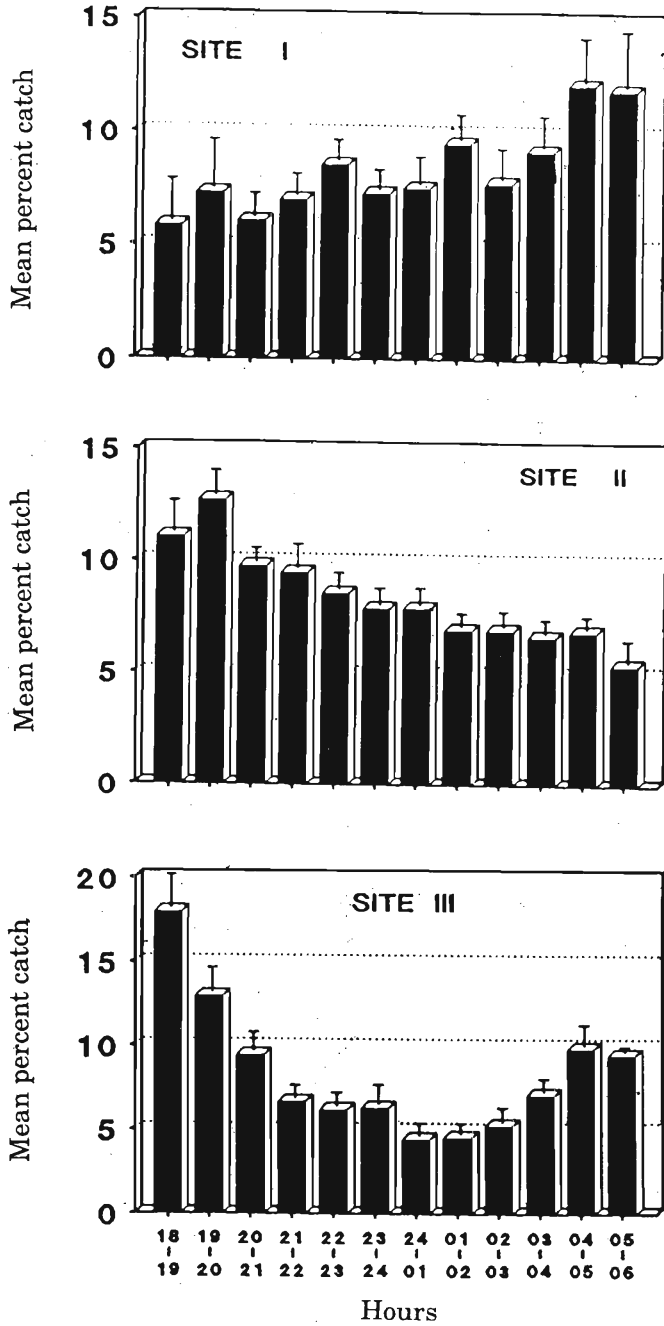 15
SITE I
10
5
0
Mean percent catch
15
SITE II
10
5
0
Mean percent catch
20
SITE III
15
10
5
0
Mean percent catch
18 19 20 21 22 23 24 01 02 03 04 05
19 20 21 22 23 24 01 02 03 04 05 06
Hours